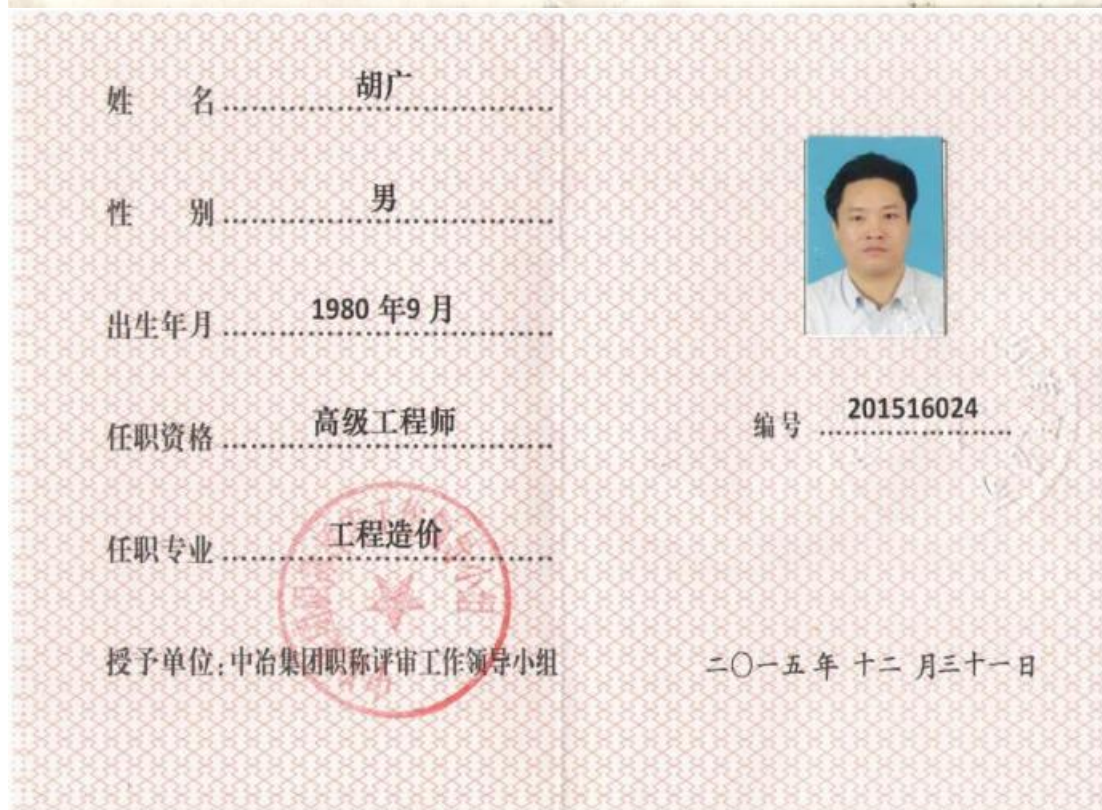 姓 名 胡广
性 别 男
出生年月 1980 年9 月
任职资格 高级工程师
任职专业 工程造价
授予单位:中冶集团职称评审工作领导小组
编号 201516024
二〇一五年 十二 月三十一日